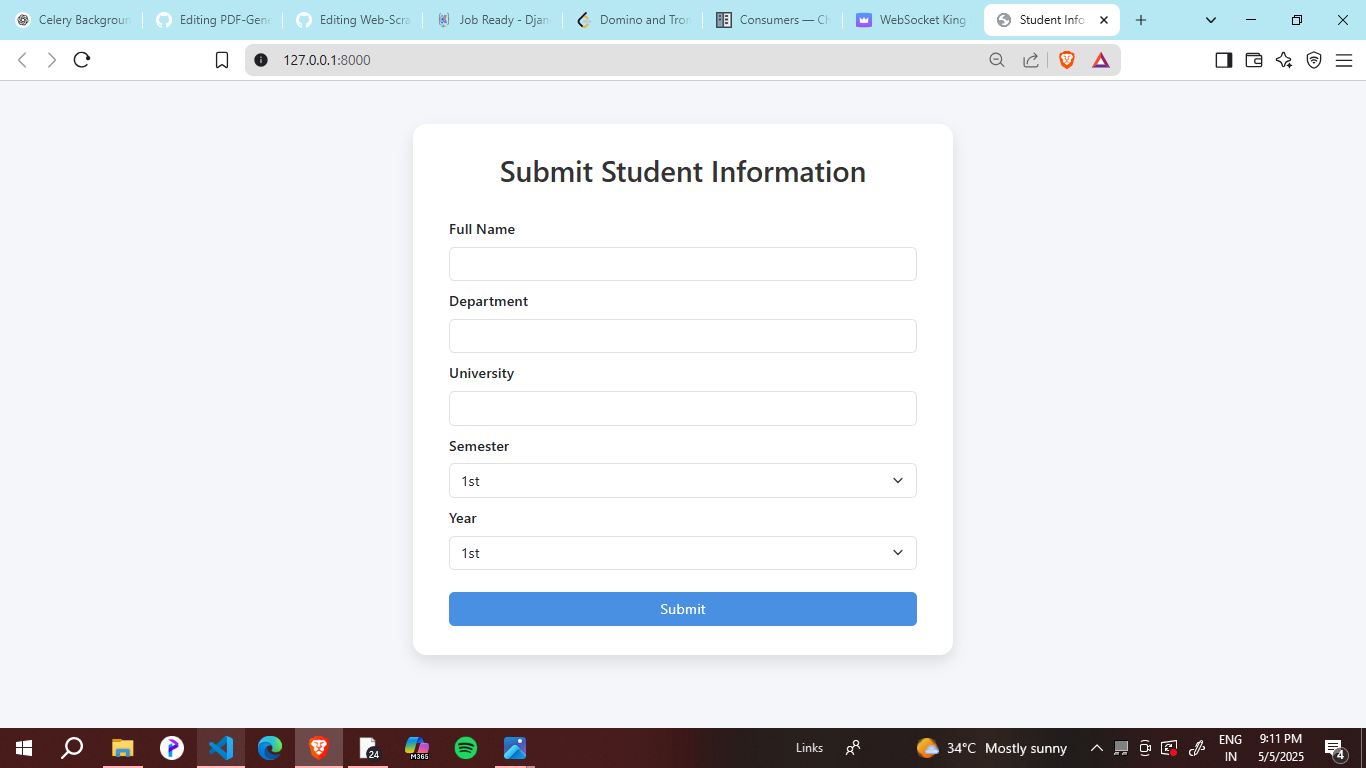 Celery Backgroun
Editing PDF-Gene
Editing Web-Scra
Job Ready - Djan
Domino and Tron
Consumers — Ch
WebSocket King
Student Info
127.0.0.1:8000
Submit Student Information
Full Name
Department
University
Semester
1st
Year
1st
Submit
24
M365
Links
34°C Mostly sunny
ENG
IN
9:11 PM
5/5/2025
4